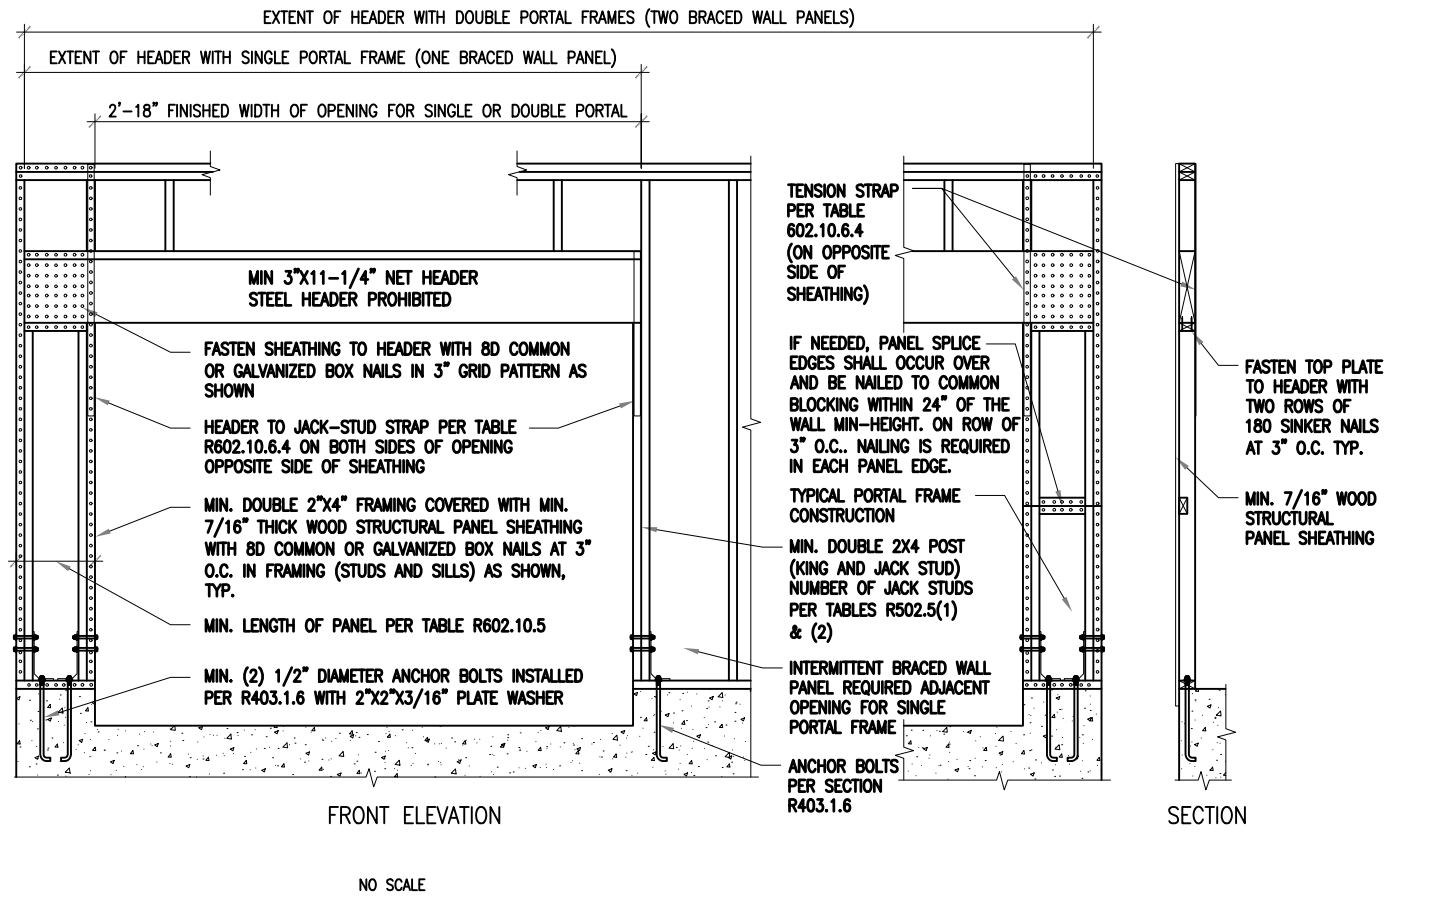 EXTENT OF HEADER WITH DOUBLE PORTAL FRAMES (TWO BRACED WALL PANELS)
EXTENT OF HEADER WITH SINGLE PORTAL FRAME (ONE BRACED WALL PANEL)
2'-18" FINISHED WIDTH OF OPENING FOR SINGLE OR DOUBLE PORTAL
MIN 3"X11-1/4" NET HEADER
STEEL HEADER PROHIBITED
FASTEN SHEATHING TO HEADER WITH 8D COMMON
OR GALVANIZED BOX NAILS IN 3" GRID PATTERN AS
SHOWN
HEADER TO JACK-STUD STRAP PER TABLE
R602.10.6.4 ON BOTH SIDES OF OPENING
OPPOSITE SIDE OF SHEATHING
MIN. DOUBLE 2"X4" FRAMING COVERED WITH MIN.
7/16" THICK WOOD STRUCTURAL PANEL SHEATHING
WITH 8D COMMON OR GALVANIZED BOX NAILS AT 3"
O.C. IN FRAMING (STUDS AND SILLS) AS SHOWN,
TYP.
MIN. LENGTH OF PANEL PER TABLE R602.10.5
MIN. (2) 1/2" DIAMETER ANCHOR BOLTS INSTALLED
PER R403.1.6 WITH 2"X2"X3/16" PLATE WASHER
TENSION STRAP
PER TABLE
602.10.6.4
(ON OPPOSITE
SIDE OF
SHEATHING)
IF NEEDED, PANEL SPLICE
EDGES SHALL OCCUR OVER
AND BE NAILED TO COMMON
BLOCKING WITHIN 24" OF THE
WALL MIN-HEIGHT. ON ROW OF
3" O.C.. NAILING IS REQUIRED
IN EACH PANEL EDGE.
TYPICAL PORTAL FRAME
CONSTRUCTION
MIN. DOUBLE 2X4 POST
(KING AND JACK STUD)
NUMBER OF JACK STUDS
PER TABLES R502.5(1)
& (2)
INTERMITTENT BRACED WALL
PANEL REQUIRED ADJACENT
OPENING FOR SINGLE
PORTAL FRAME
ANCHOR BOLTS
PER SECTION
R403.1.6
FASTEN TOP PLATE
TO HEADER WITH
TWO ROWS OF
180 SINKER NAILS
AT 3" O.C. TYP.
MIN. 7/16" WOOD
STRUCTURAL
PANEL SHEATHING
FRONT ELEVATION
SECTION
NO SCALE